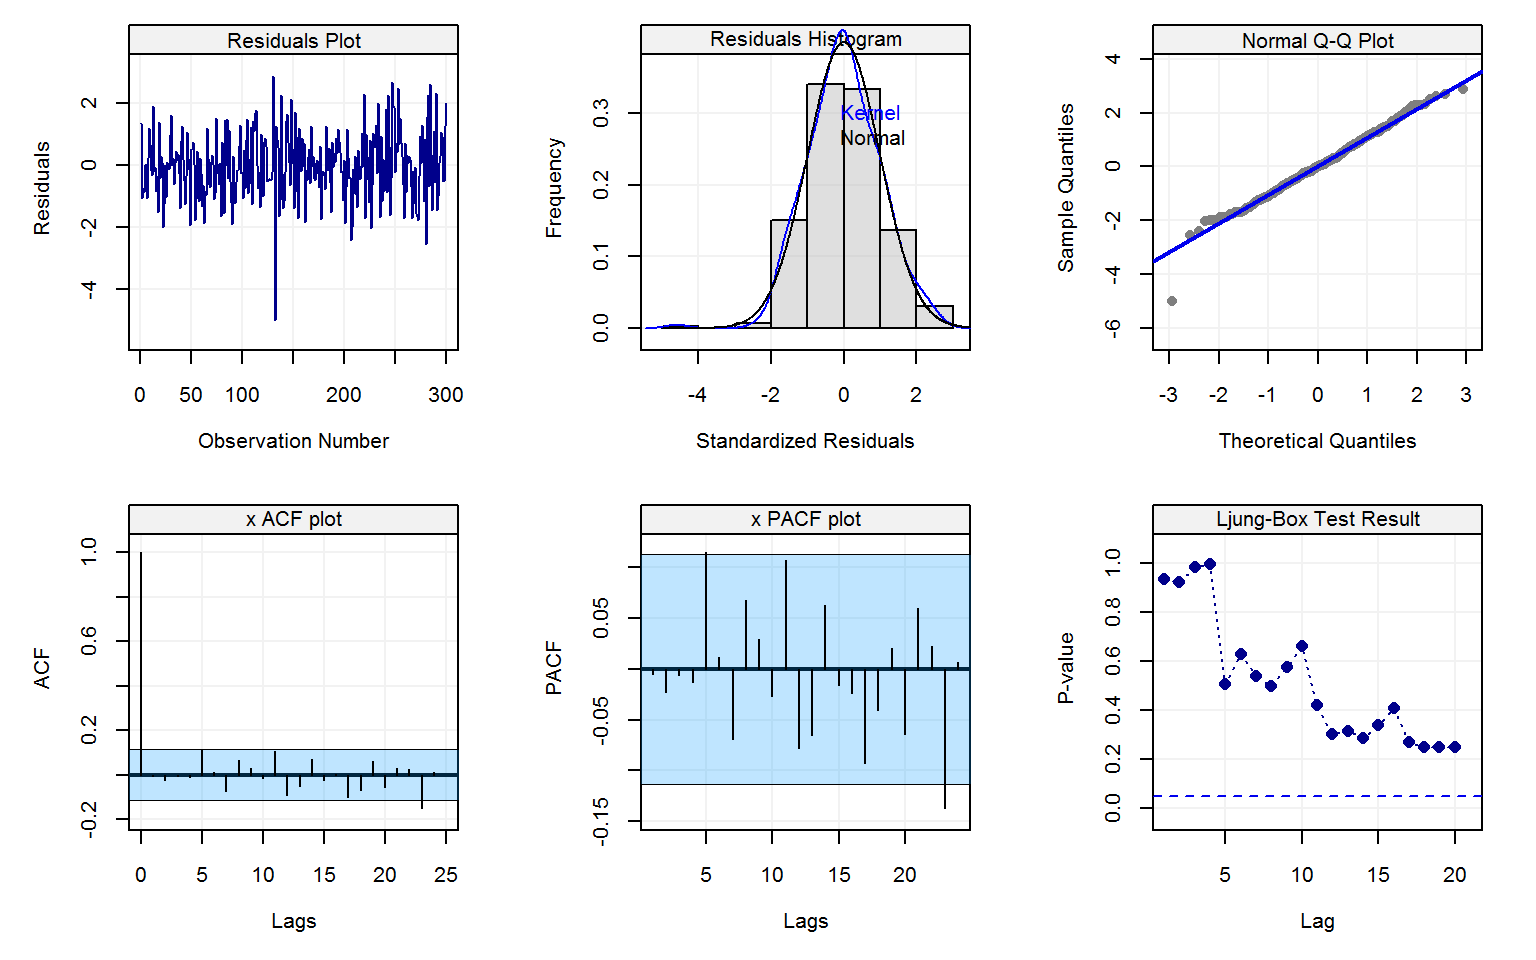 Residuals Plot
Residuals
2
0
-2
-4
0 50 100 200 300
Observation Number
Residuals Histogram
Frequency
0.3
0.2
0.1
0.0
Kernel
Normal
-4 -2 0 2
Standardized Residuals
Normal Q-Q Plot
Sample Quantiles
4
2
0
-2
-4
-6
-3 -2 -1 0 1 2 3
Theoretical Quantiles
x ACF plot
ACF
1.0
0.6
0.2
-0.2
0 5 10 15 20 25
Lags
x PACF plot
PACF
0.05
-0.05
-0.15
5 10 15 20
Lags
Ljung-Box Test Result
P-value
1.0
0.8
0.6
0.4
0.2
0.0
5 10 15 20
Lag